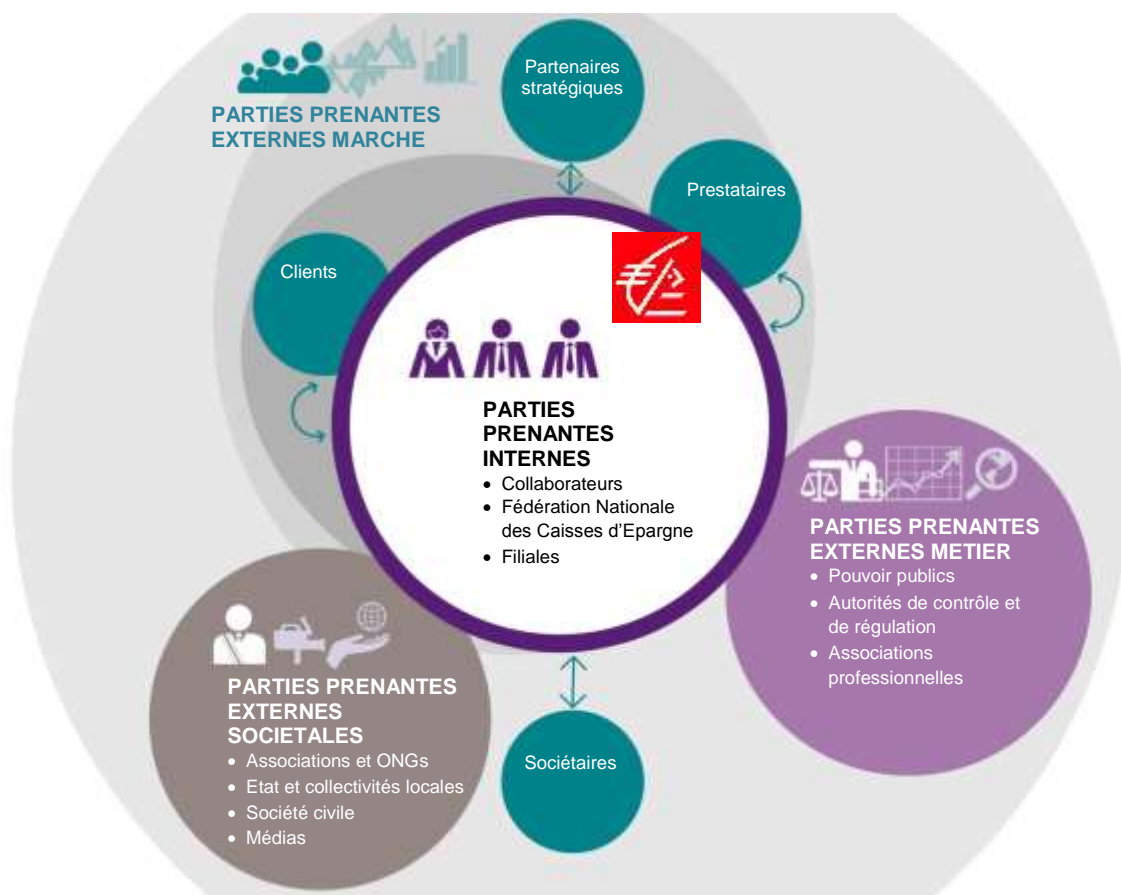 Partenaires
stratégiques
PARTIES PRENANTES
EXTERNES MARCHE
Prestataires
Clients
PARTIES
PRENANTES
INTERNES
• Collaborateurs
• Fédération Nationale
des Caisses d'Epargne
• Filiales
PARTIES PRENANTES
EXTERNES METIER
• Pouvoir publics
• Autorités de contrôle et
de régulation
• Associations
professionnelles
PARTIES PRENANTES
EXTERNES
SOCIETALES
• Associations et ONGs
• Etat et collectivités locales
• Société civile
• Médias
Sociétaires